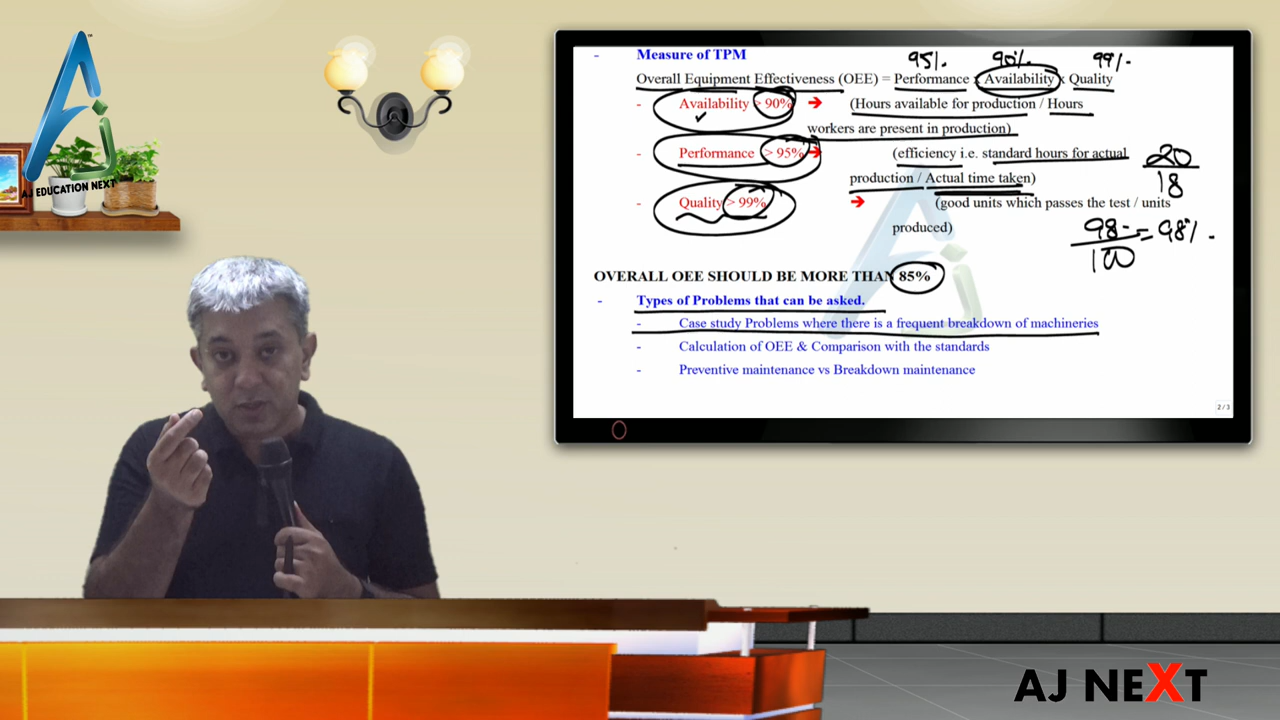 AJ EDUCATION NEXT
- Measure of TPM
95%. 90%. 99%.
Overall Equipment Effectiveness (OEE) = Performance x Availability x Quality
- Availability > 90% ➔ (Hours available for production / Hours
workers are present in production)
- Performance > 95% ➔ (efficiency i.e. standard hours for actual
production / Actual time taken)
20
18
- Quality > 99% ➔ (good units which passes the test / units
produced)
98
100
= 98%.
OVERALL OEE SHOULD BE MORE THAN 85%
- Types of Problems that can be asked.
- Case study Problems where there is a frequent breakdown of machineries
- Calculation of OEE & Comparison with the standards
- Preventive maintenance vs Breakdown maintenance
2 / 3
AJ NEXT